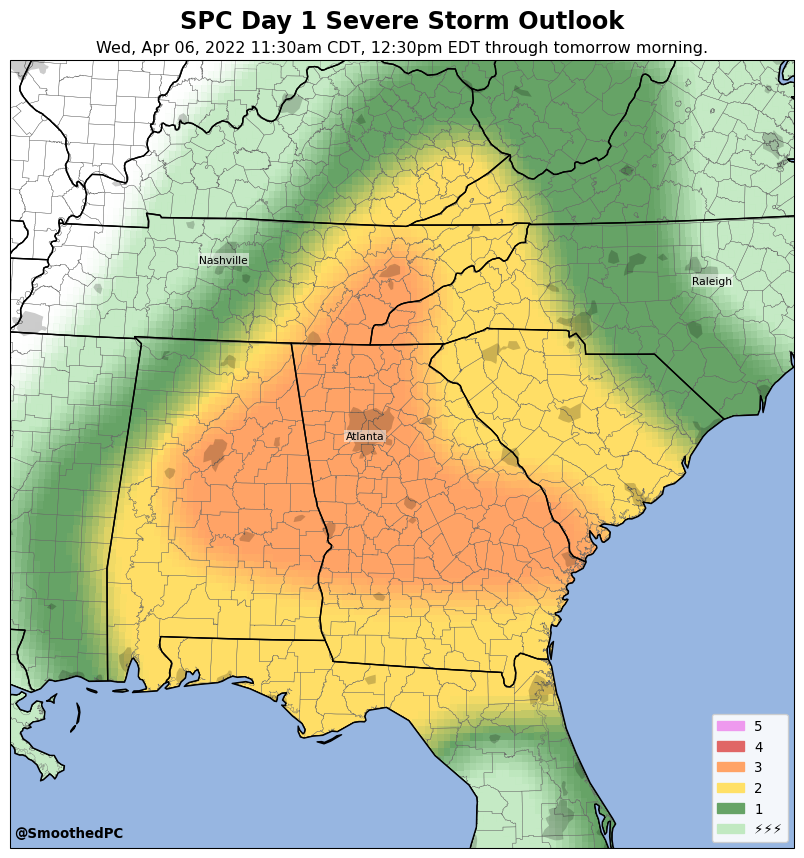 SPC Day 1 Severe Storm Outlook
Wed, Apr 06, 2022 11:30am CDT, 12:30pm EDT through tomorrow morning.
Nashville
Raleigh
Atlanta
5
4
3
2
1
⚡⚡⚡
@SmoothedPC